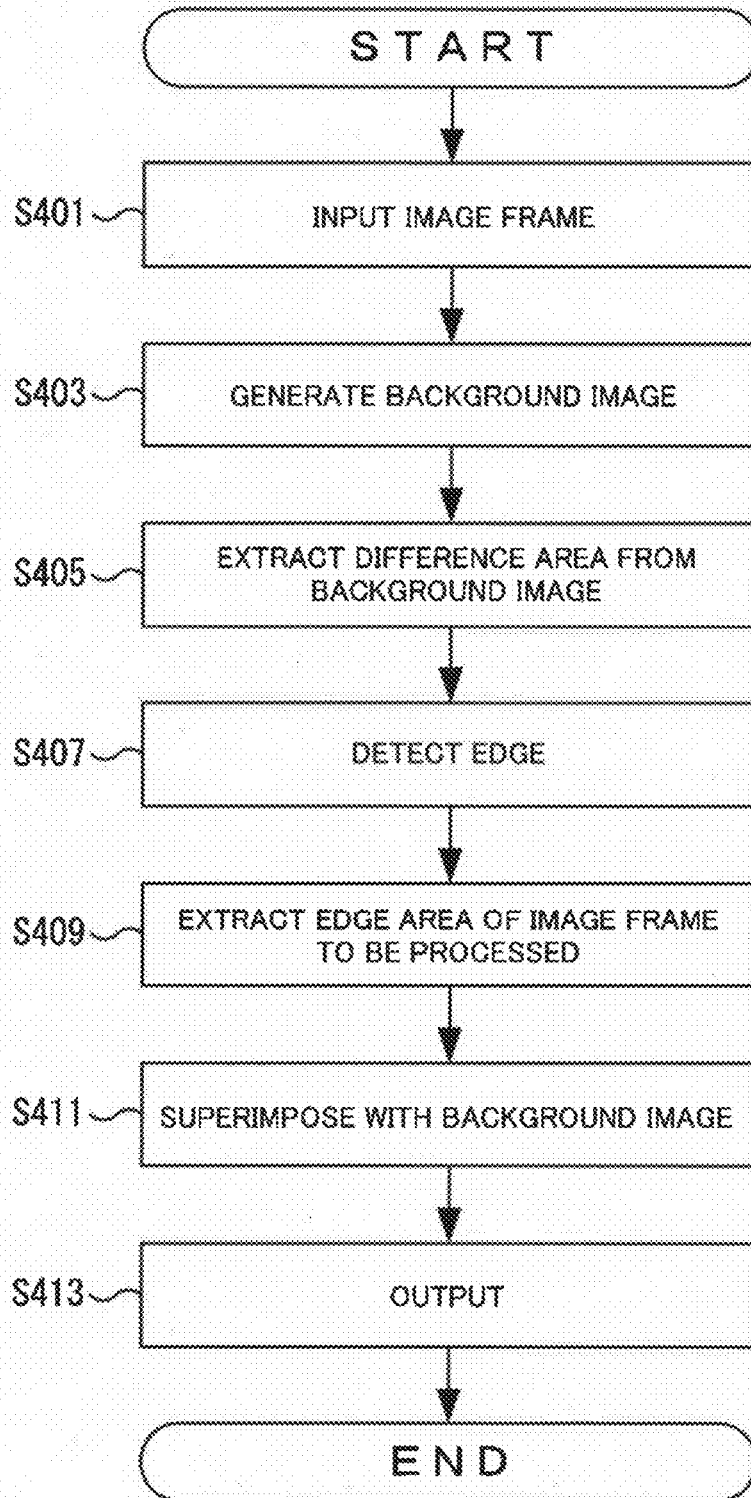 START
S401 INPUT IMAGE FRAME
S403 GENERATE BACKGROUND IMAGE
S405 EXTRACT DIFFERENCE AREA FROM
BACKGROUND IMAGE
S407 DETECT EDGE
S409 EXTRACT EDGE AREA OF IMAGE FRAME
TO BE PROCESSED
S411 SUPERIMPOSE WITH BACKGROUND IMAGE
S413 OUTPUT
END